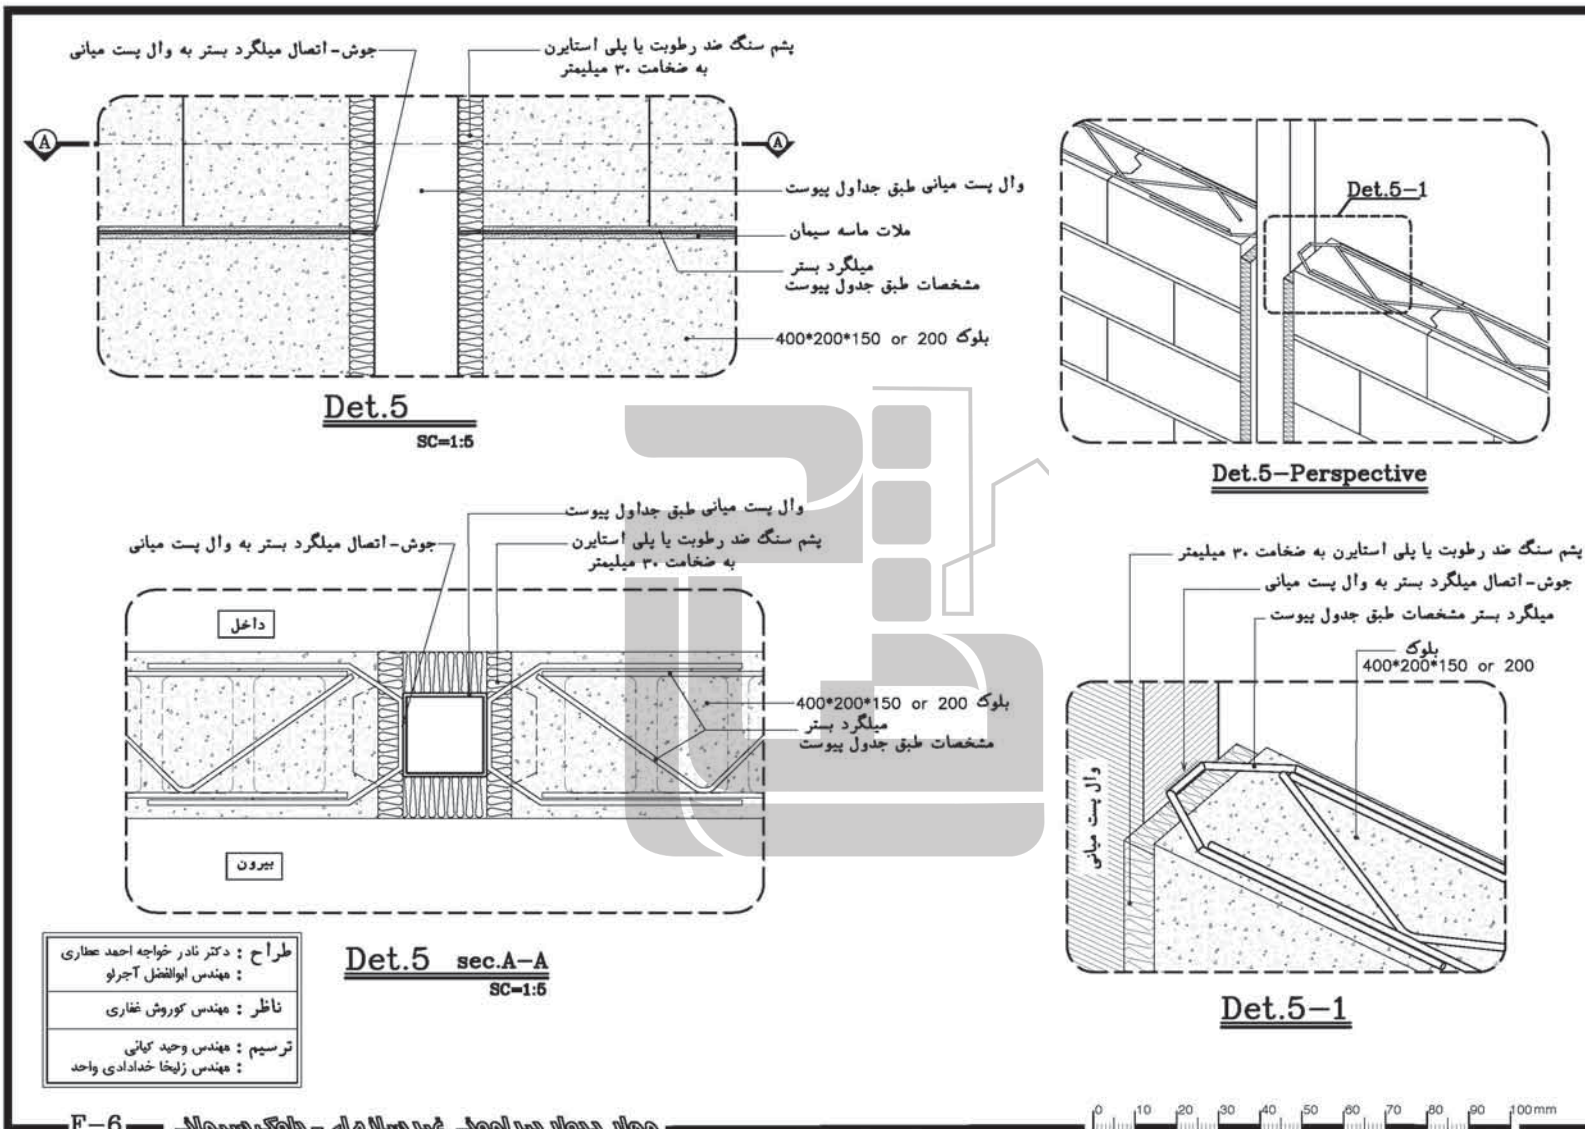 جوش-اتصال میلگرد بستر به وال پست میانی
پشم سنگ ضد رطوبت یا پلی استایرن
به ضخامت ۳۰ میلیمتر
A
A
وال پست میانی طبق جداول پیوست
ملات ماسه سیمان
میلگرد بستر
مشخصات طبق جدول پیوست
بلوک 400*200*150 or 200
Det.5
SC=1:5
Det.5-1
Det.5-Perspective
وال پست میانی طبق جداول پیوست
جوش-اتصال میلگرد بستر به وال پست میانی
پشم سنگ ضد رطوبت یا پلی استایرن
به ضخامت ۳۰ میلیمتر
داخل
بلوک 400*200*150 or 200
میلگرد بستر
مشخصات طبق جدول پیوست
بیرون
Det.5 sec.A-A
SC=1:5
پشم سنگ ضد رطوبت یا پلی استایرن به ضخامت ۳۰ میلیمتر
جوش-اتصال میلگرد بستر به وال پست میانی
میلگرد بستر مشخصات طبق جدول پیوست
بلوک
400*200*150 or 200
وال پست میانی
Det.5-1
طراح : دکتر نادر خواجه احمد عطاری
: مهندس ابوالفضل آجرلو
ناظر : مهندس کوروش غفاری
ترسیم : مهندس وحید کیانی
: مهندس زلیخا خدادادی واحد
0 10 20 30 40 50 60 70 80 90 100mm